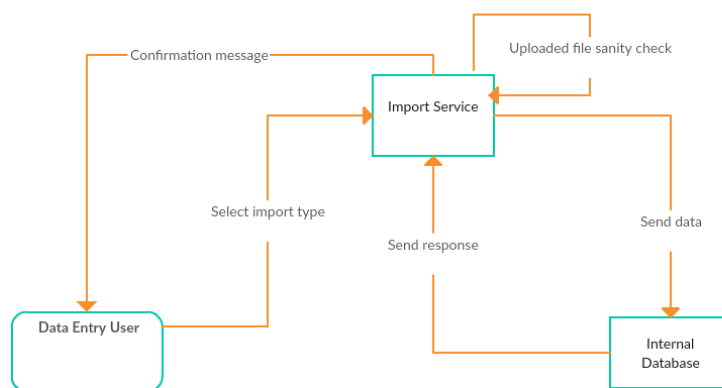 Confirmation message
Uploaded file sanity check
Import Service
Select import type
Send response
Send data
Data Entry User
Internal
Database